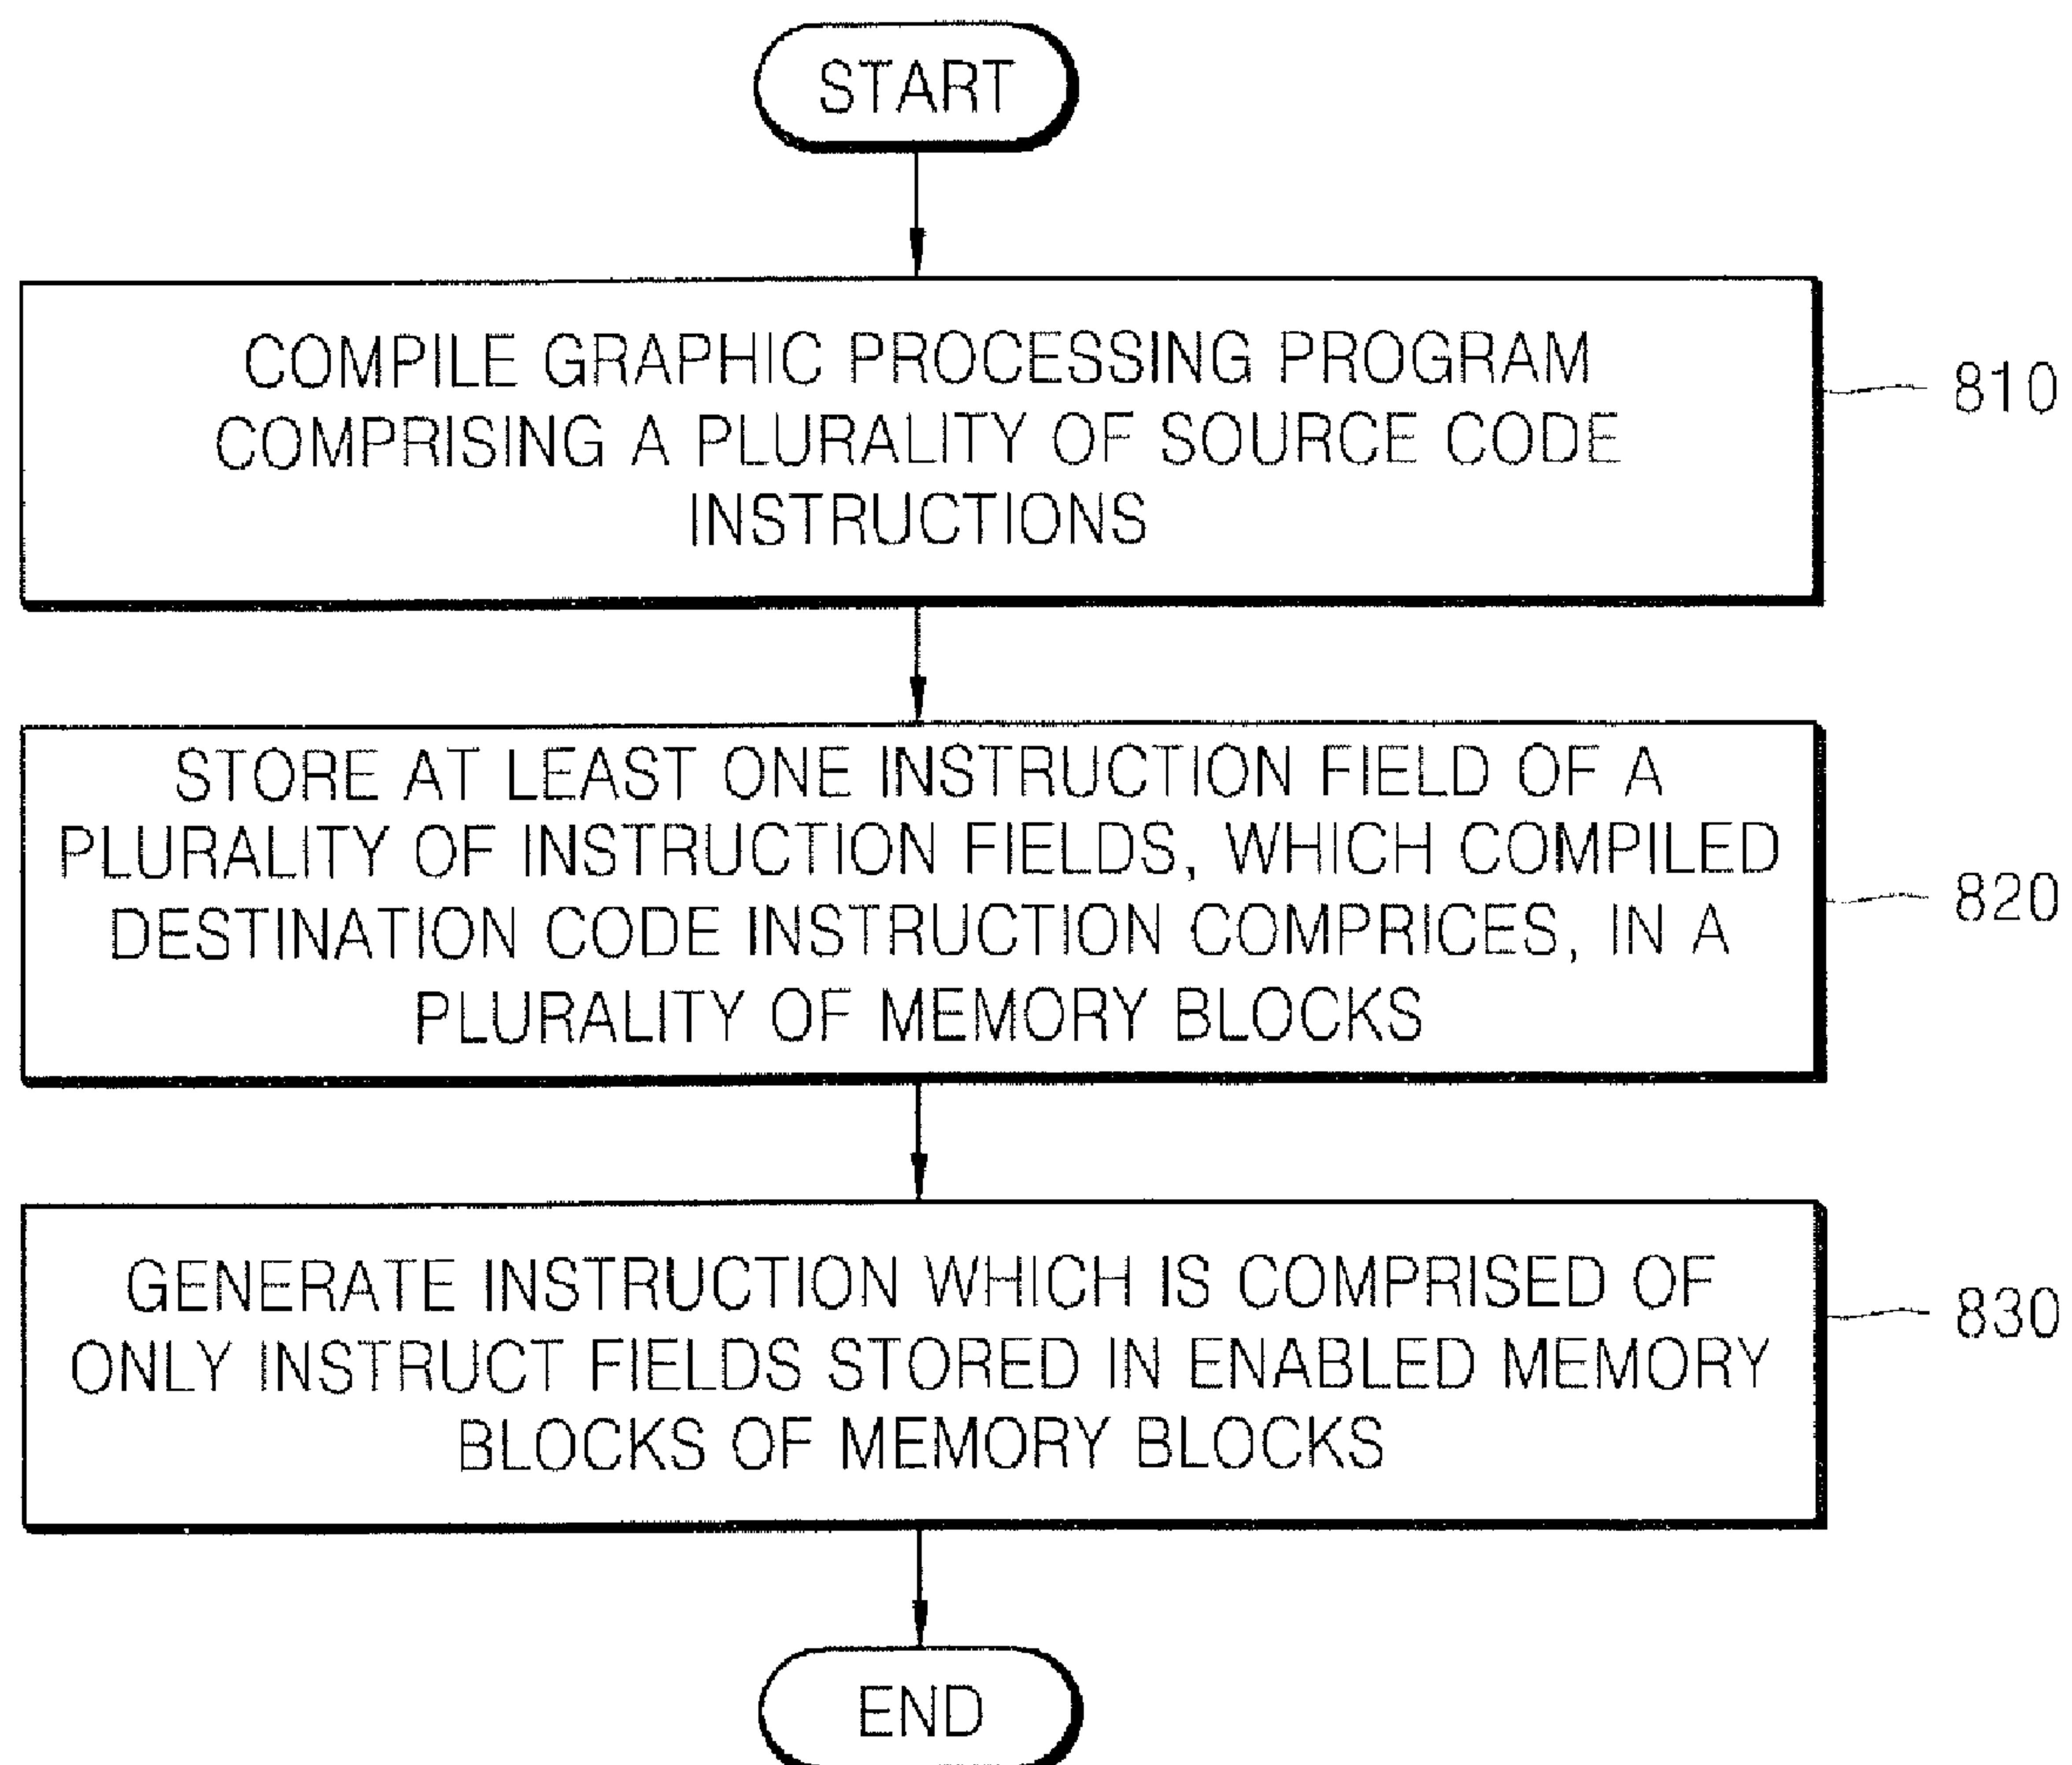 START
COMPILE GRAPHIC PROCESSING PROGRAM
COMPRISING A PLURALITY OF SOURCE CODE
INSTRUCTIONS
810
STORE AT LEAST ONE INSTRUCTION FIELD OF A
PLURALITY OF INSTRUCTION FIELDS, WHICH COMPILED
DESTINATION CODE INSTRUCTION COMPRICES, IN A
PLURALITY OF MEMORY BLOCKS
820
GENERATE INSTRUCTION WHICH IS COMPRISED OF
ONLY INSTRUCT FIELDS STORED IN ENABLED MEMORY
BLOCKS OF MEMORY BLOCKS
830
END